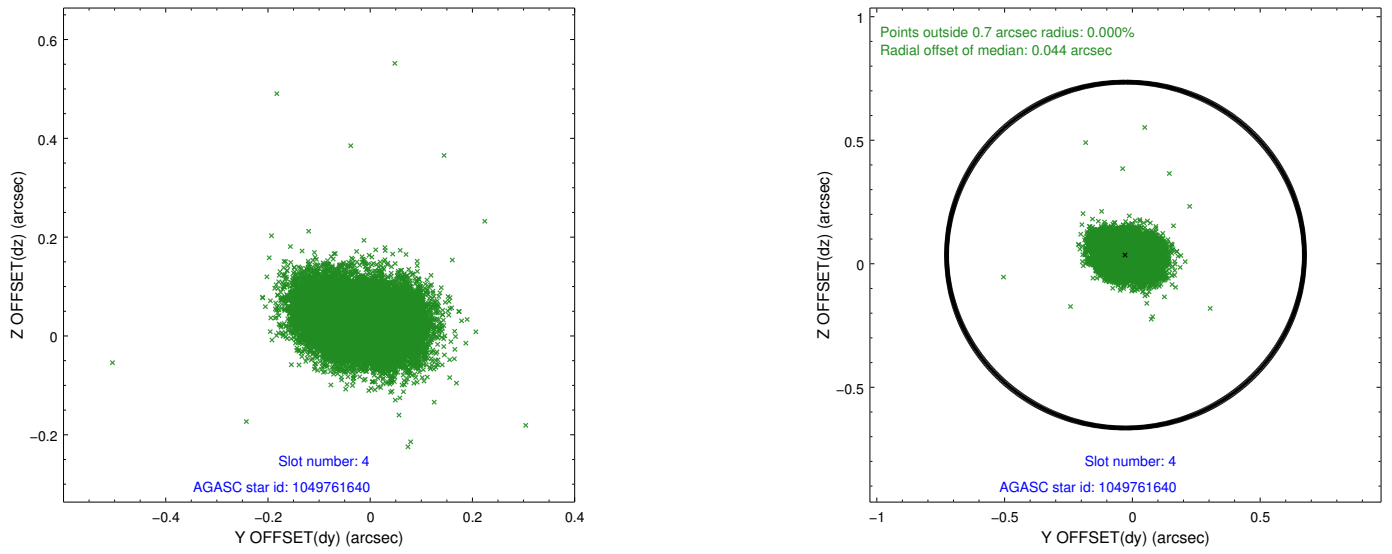 0.6
0.4
0.2
0
−0.2
Z OFFSET(dz) (arcsec)
Slot number: 4
AGASC star id: 1049761640
−0.4
−0.2
0
0.2
0.4
Y OFFSET(dy) (arcsec)
1
0.5
0
−0.5
Z OFFSET(dz) (arcsec)
Points outside 0.7 arcsec radius: 0.000%
Radial offset of median: 0.044 arcsec
Slot number: 4
AGASC star id: 1049761640
−1
−0.5
0
0.5
Y OFFSET(dy) (arcsec)